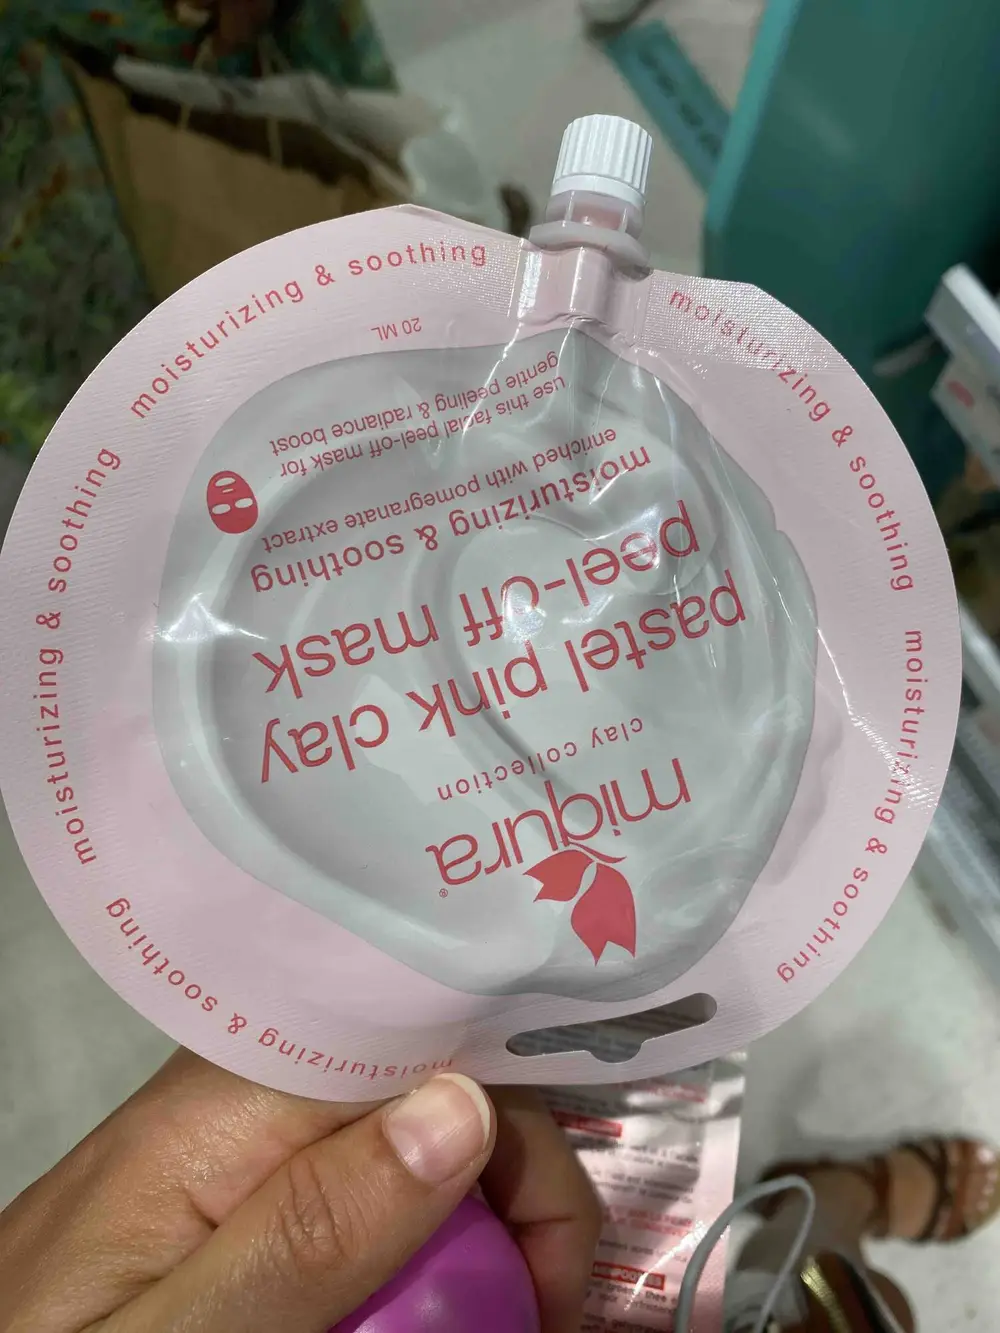 miqura®
clay collection
pastel pink clay
peel-off mask
moisturizing & soothing
enriched with pomegranate extract
use this facial peel-off mask for
gentle peeling & radiance boost
20 ML
moisturizing & soothing
moisturizing & soothing
moisturizing & soothing
moisturizing & soothing
moisturizing & soothing
moisturizing & soothing